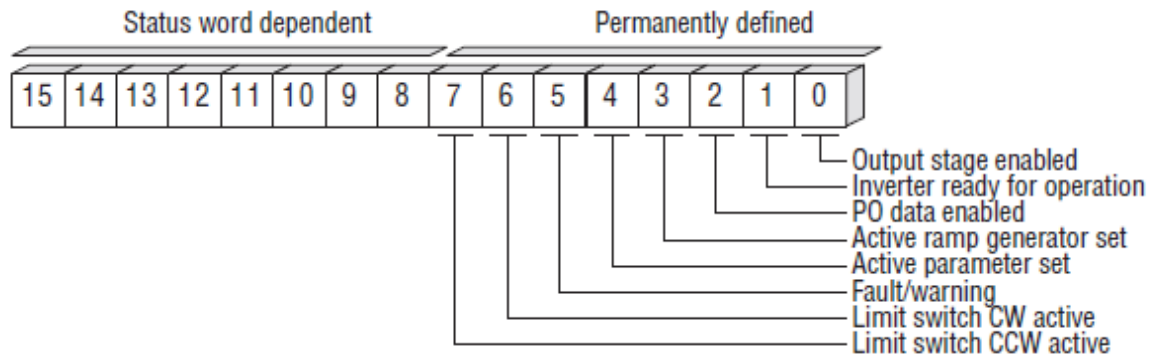 Status word dependent Permanently defined
15 14 13 12 11 10 9 8 7 6 5 4 3 2 1 0
Output stage enabled
Inverter ready for operation
PO data enabled
Active ramp generator set
Active parameter set
Fault/warning
Limit switch CW active
Limit switch CCW active